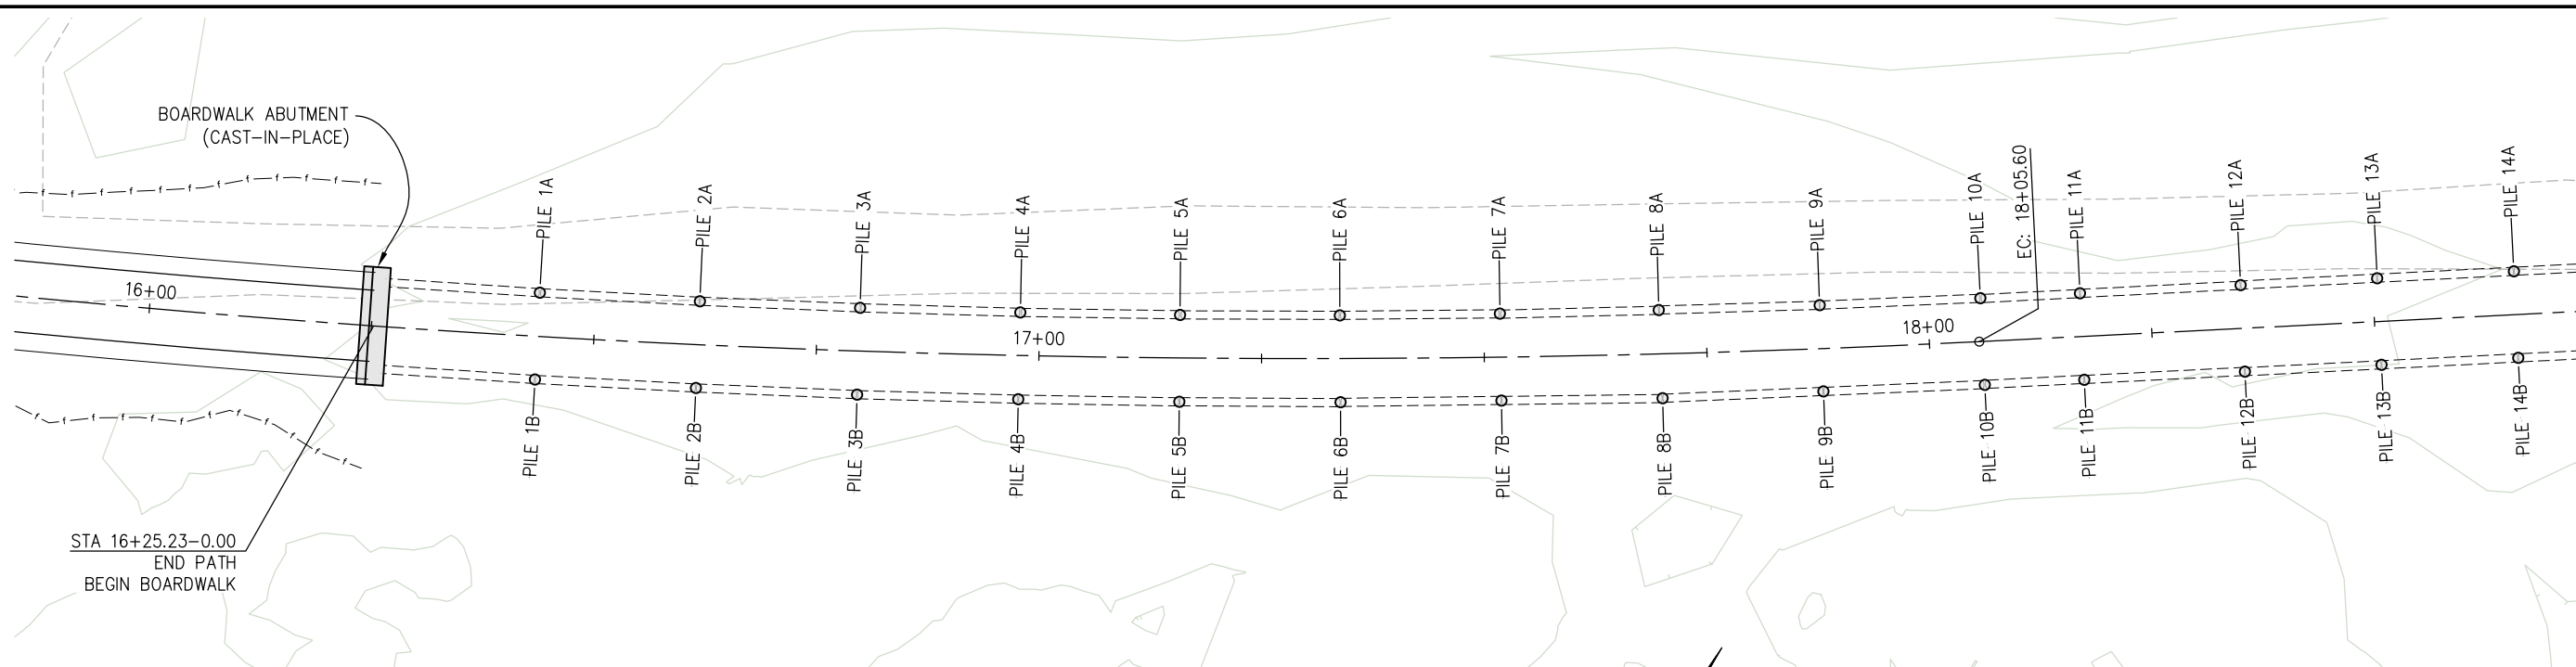 BOARDWALK ABUTMENT
(CAST-IN-PLACE)
PILE 1A
PILE 2A
PILE 3A
PILE 4A
PILE 5A
PILE 6A
PILE 7A
PILE 8A
PILE 9A
PILE 10A
EC: 18+05.60
PILE 11A
PILE 12A
PILE 13A
PILE 14A
16+00
17+00
18+00
PILE 1B
PILE 2B
PILE 3B
PILE 4B
PILE 5B
PILE 6B
PILE 7B
PILE 8B
PILE 9B
PILE 10B
PILE 11B
PILE 12B
PILE 13B
PILE 14B
STA 16+25.23-0.00
END PATH
BEGIN BOARDWALK